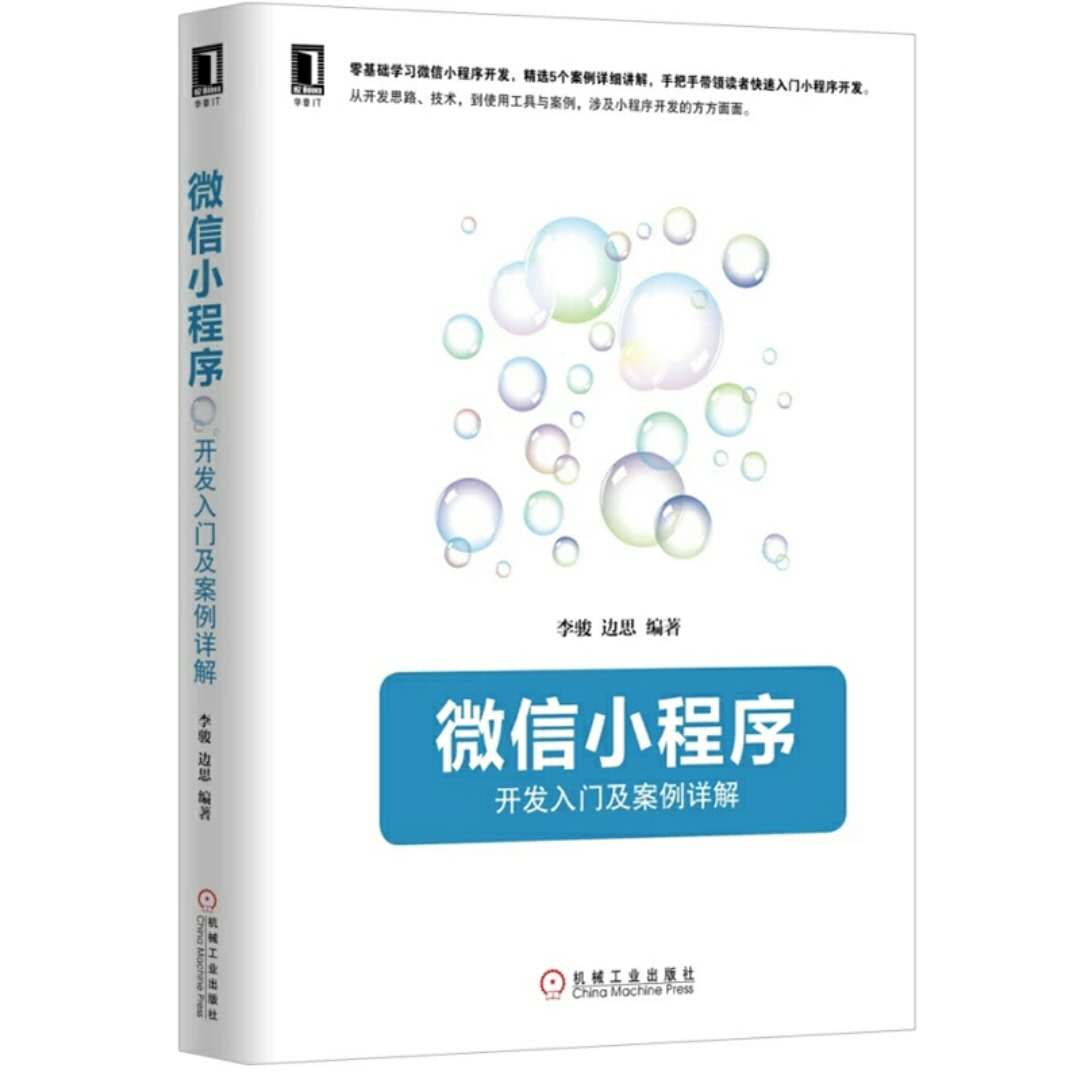 HZ BOOKS
华章IT
微信小程序
开发入门及案例详解
李骏 边思 编著
机械工业出版社
China Machine Press
HZ BOOKS
华章IT
零基础学习微信小程序开发，精选5个案例详细讲解，手把手带领读者快速入门小程序开发。
从开发思路、技术，到使用工具与案例，涉及小程序开发的方方面面。
李骏 边思 编著
微信小程序
开发入门及案例详解
机械工业出版社
China Machine Press